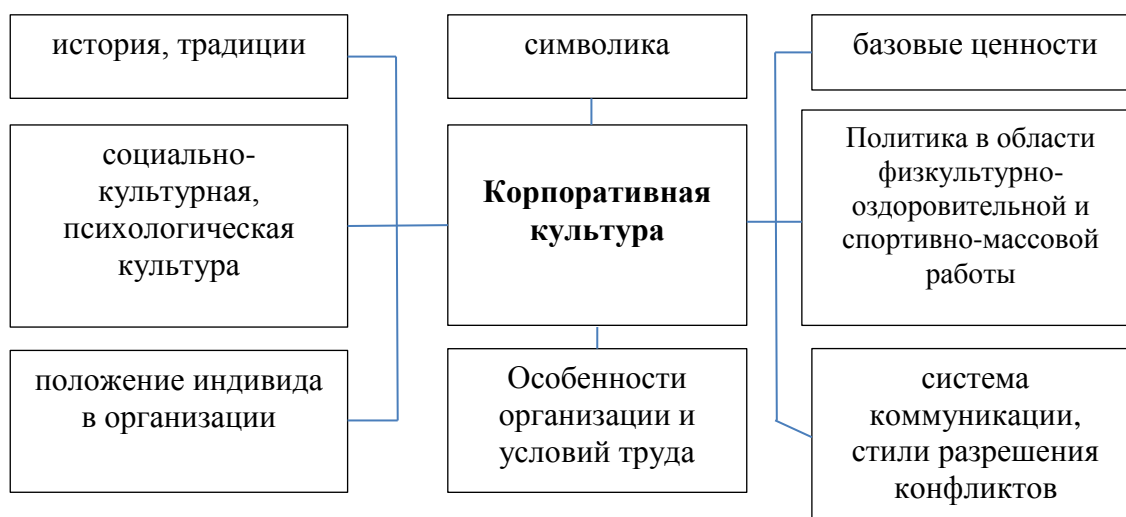 история, традиции
символика
базовые ценности
социально-
культурная,
психологическая
культура
Корпоративная
культура
Политика в области
физкультурно-
оздоровительной и
спортивно-массовой
работы
положение индивида
в организации
Особенности
организации и
условий труда
система
коммуникации,
стили разрешения
конфликтов